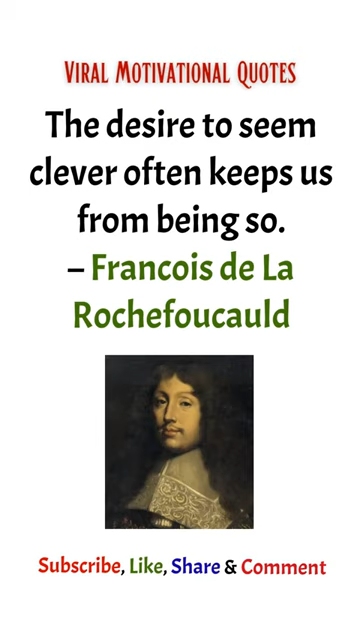 Viral Motivational Quotes
The desire to seem
clever often keeps us
from being so.
– Francois de La
Rochefoucauld
Subscribe, Like, Share & Comment